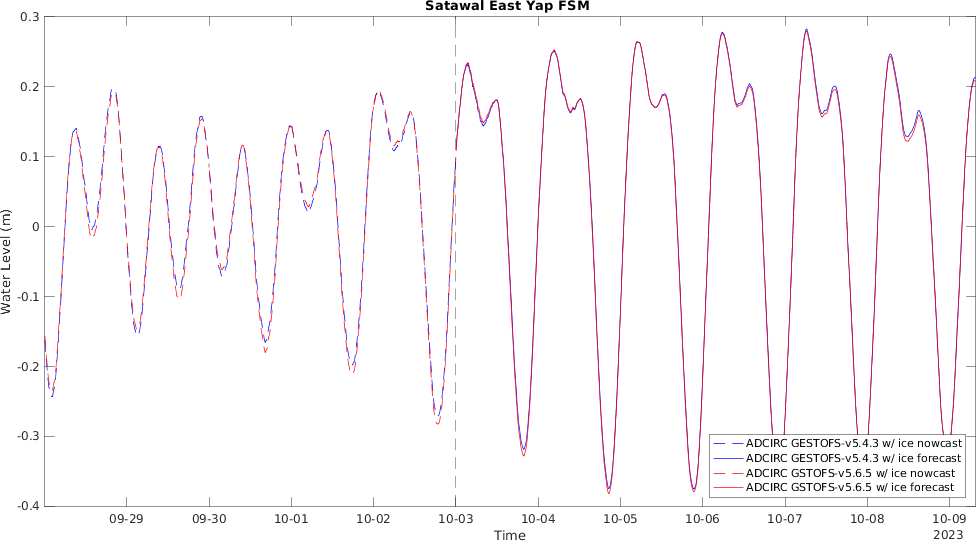 Satawal East Yap FSM
0.3
0.2
0.1
0
-0.1
-0.2
-0.3
-0.4
Water Level (m)
ADCIRC GESTOFS-v5.4.3 w/ ice nowcast
ADCIRC GESTOFS-v5.4.3 w/ ice forecast
ADCIRC GSTOFS-v5.6.5 w/ ice nowcast
ADCIRC GSTOFS-v5.6.5 w/ ice forecast
09-29 09-30 10-01 10-02 10-03 10-04 10-05 10-06 10-07 10-08 10-09
Time
2023